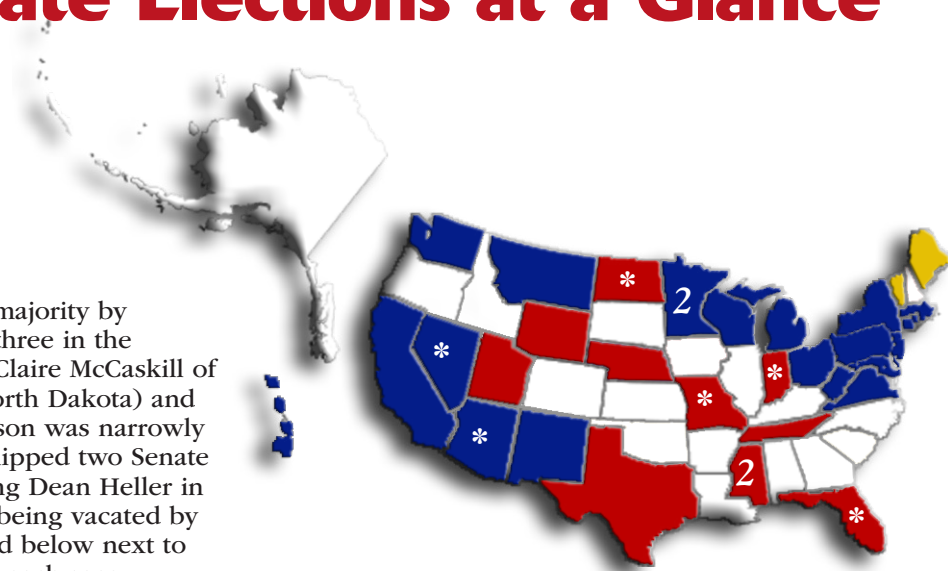 ate Elections at a Glance
majority by
three in the
Claire McCaskill of
orth Dakota) and
son was narrowly
ipped two Senate
ng Dean Heller in
being vacated by
d below next to
*
2
*
*
*
*
2
*